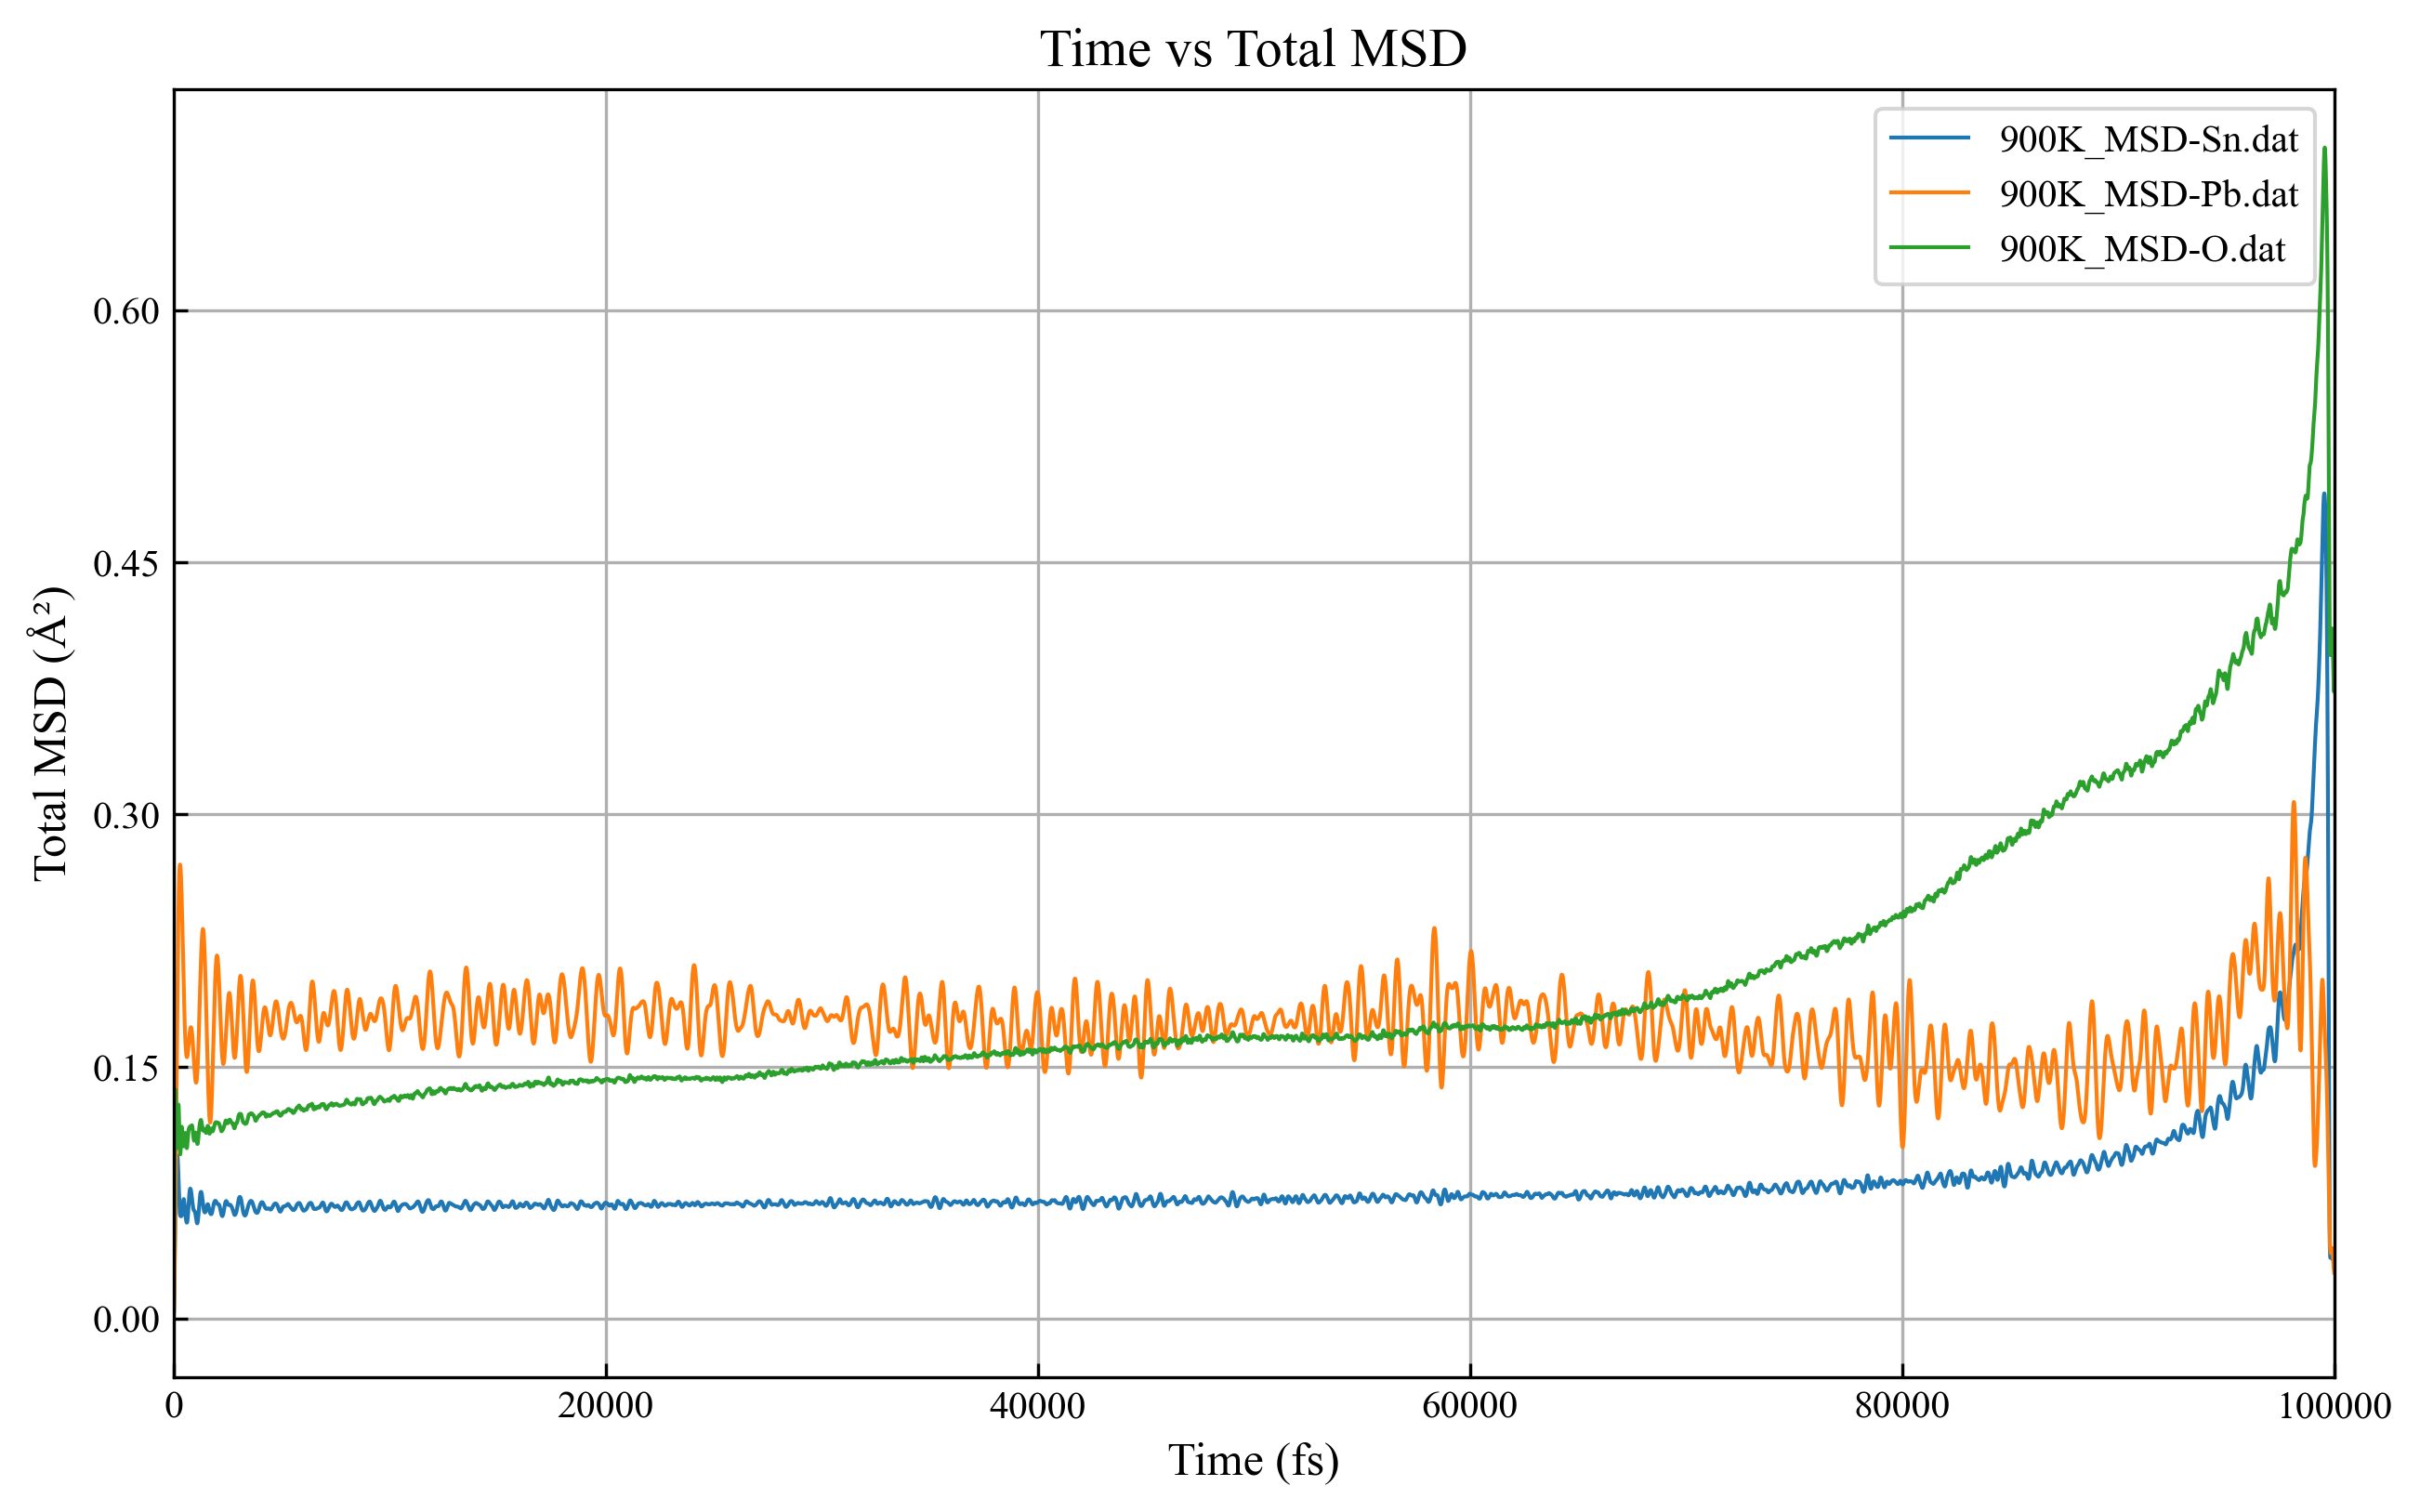 Time vs Total MSD
900K_MSD-Sn.dat
900K_MSD-Pb.dat
900K_MSD-O.dat
Total MSD (Å²)
0.60
0.45
0.30
0.15
0.00
0
20000
40000
60000
80000
100000
Time (fs)